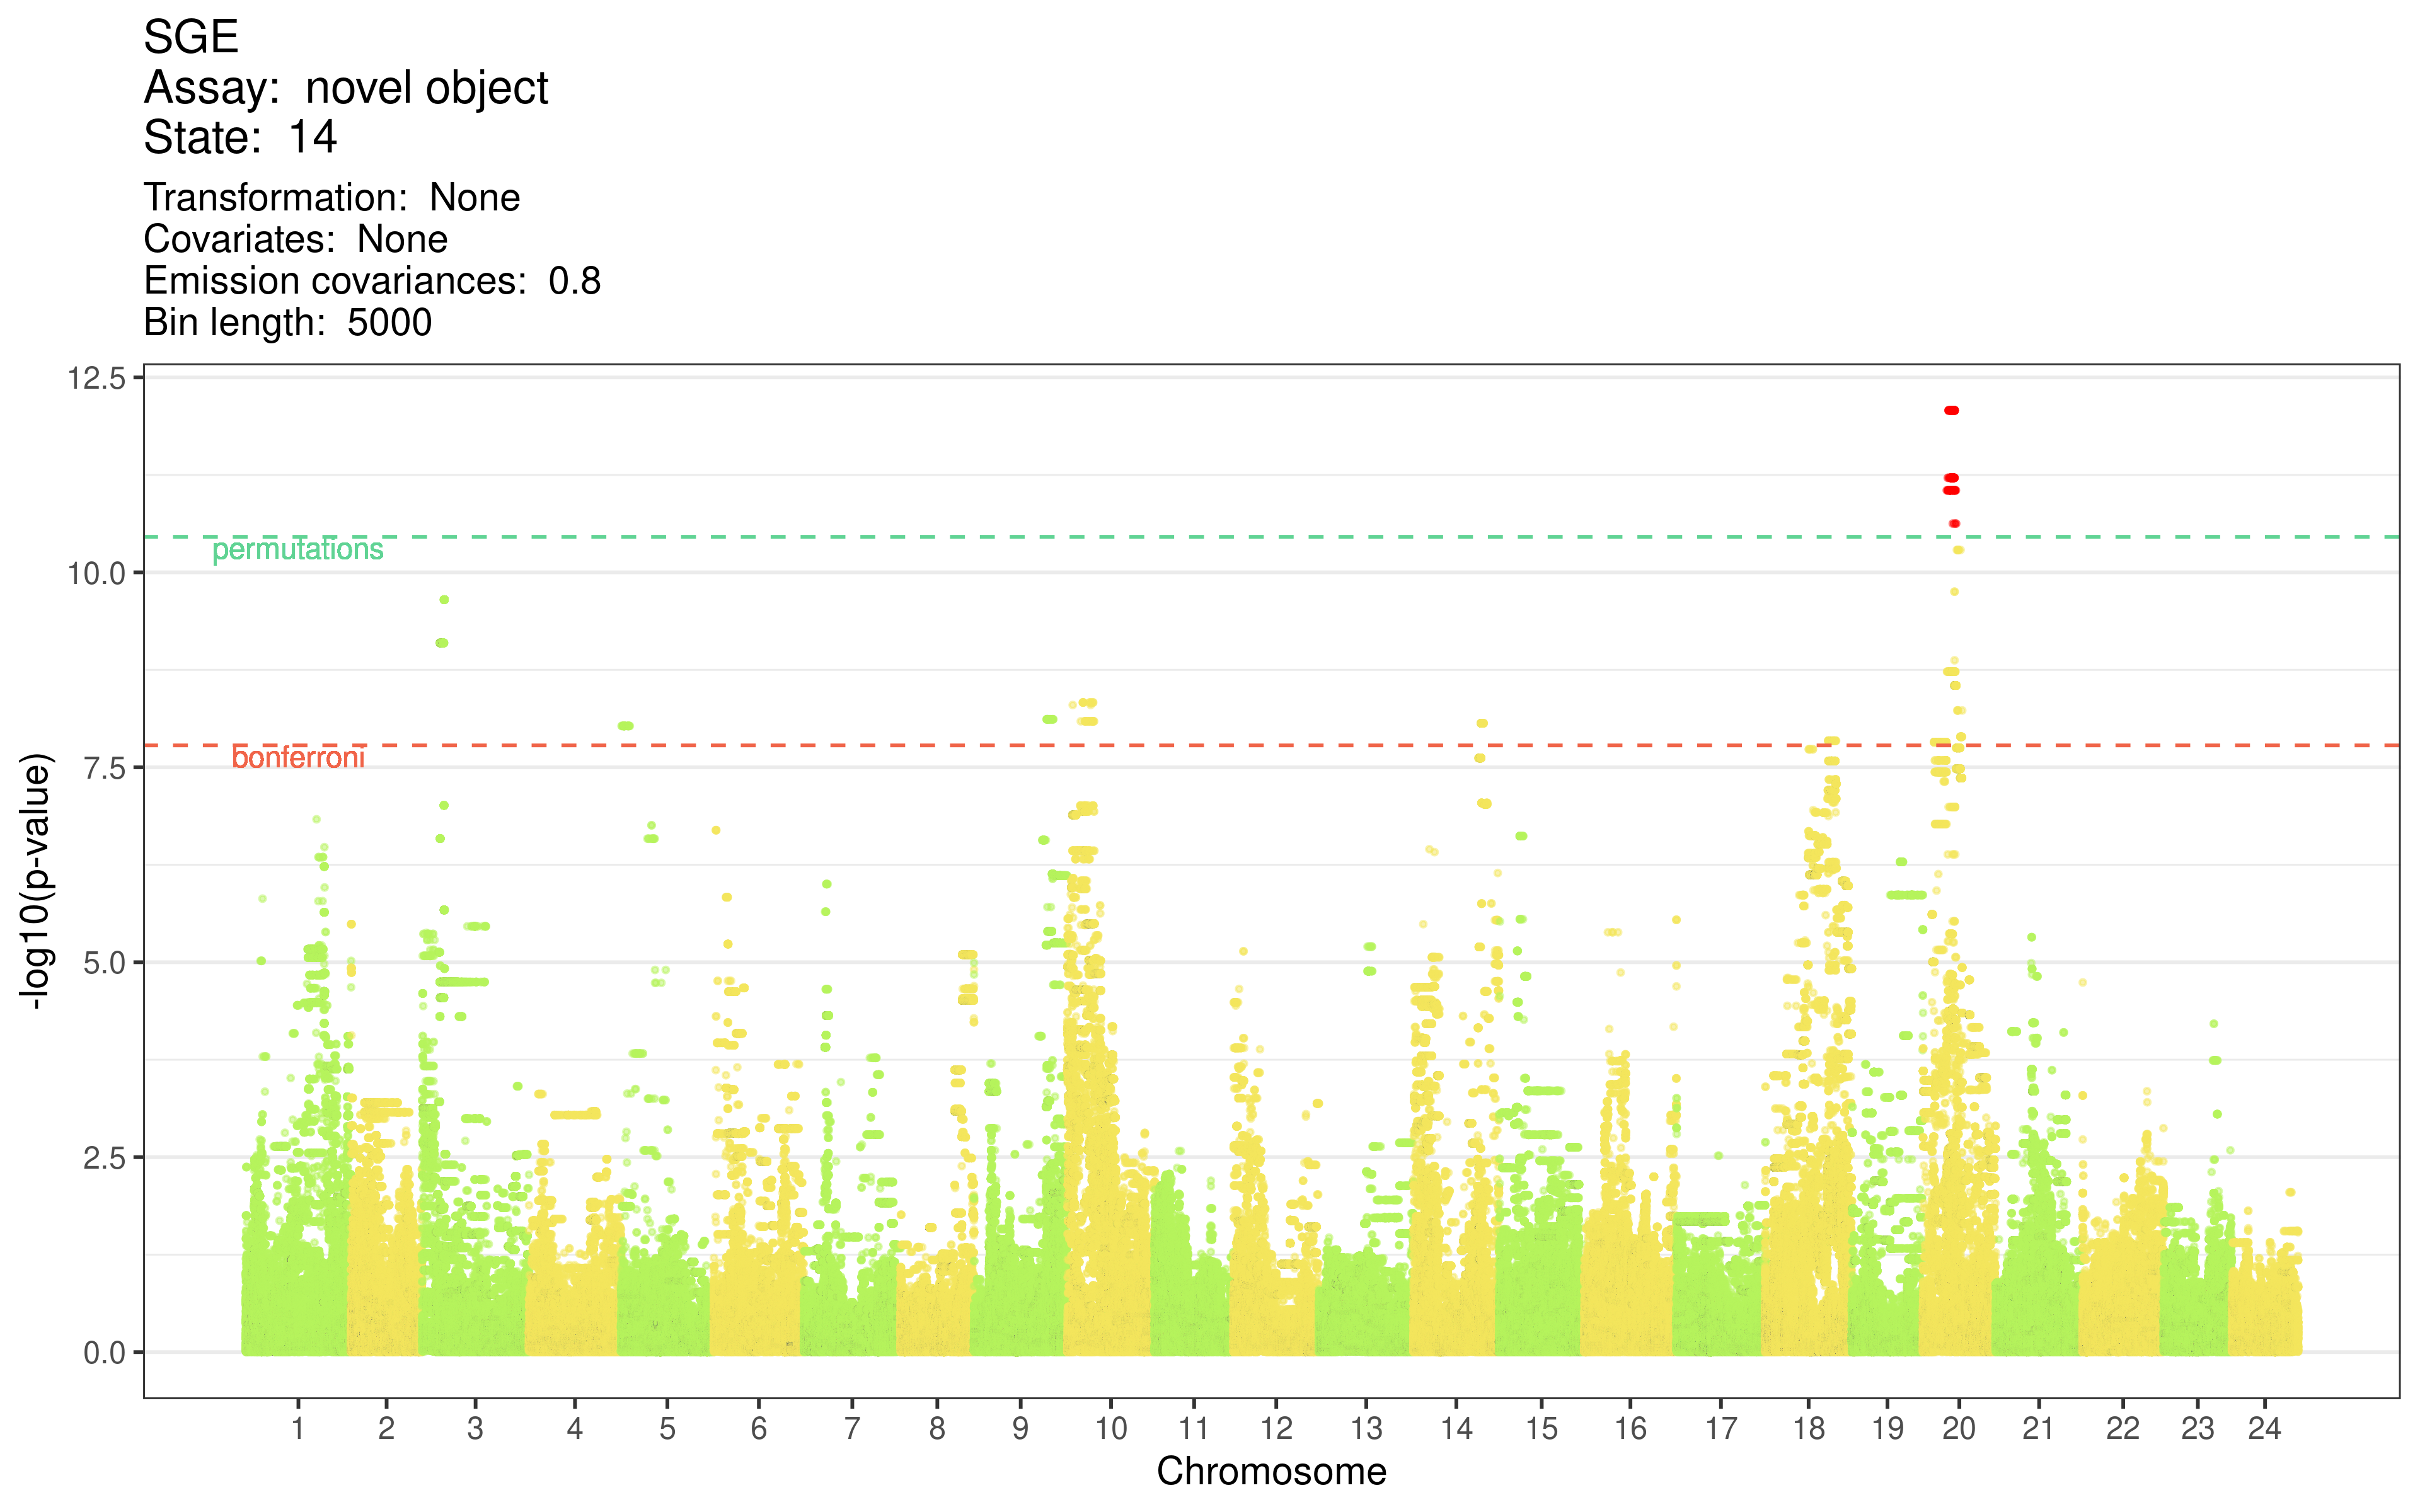 SGE
Assay:  novel object
State:  14
Transformation:  None
Covariates:  None
Emission covariances:  0.8
Bin length:  5000
12.5
permutations
10.0
bonferroni
7.5
5.0
2.5
0.0
-log10(p-value)
1 2 3 4 5 6 7 8 9 10 11 12 13 14 15 16 17 18 19 20 21 22 23 24
Chromosome